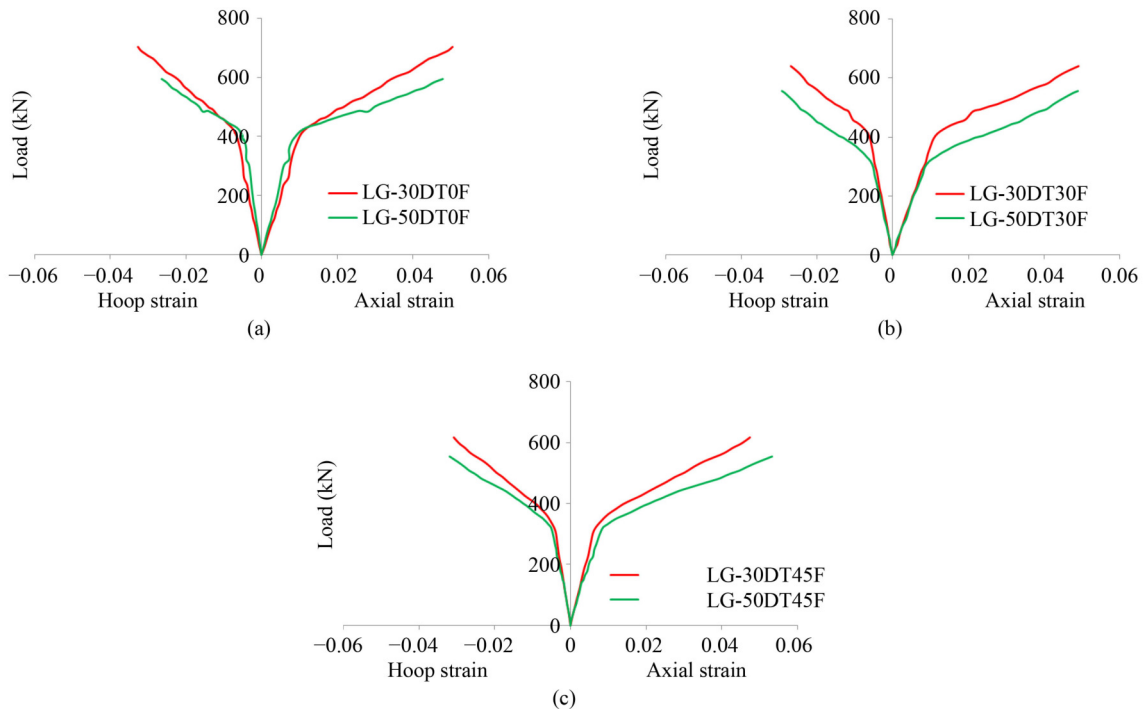 800
600
400
200
0
Load (kN)
LG-30DT0F
LG-50DT0F
−0.06 −0.04 −0.02 0 0.02 0.04 0.06
Hoop strain Axial strain
(a)
800
600
400
200
0
Load (kN)
LG-30DT30F
LG-50DT30F
−0.06 −0.04 −0.02 0 0.02 0.04 0.06
Hoop strain Axial strain
(b)
800
600
400
200
0
Load (kN)
LG-30DT45F
LG-50DT45F
−0.06 −0.04 −0.02 0 0.02 0.04 0.06
Hoop strain Axial strain
(c)